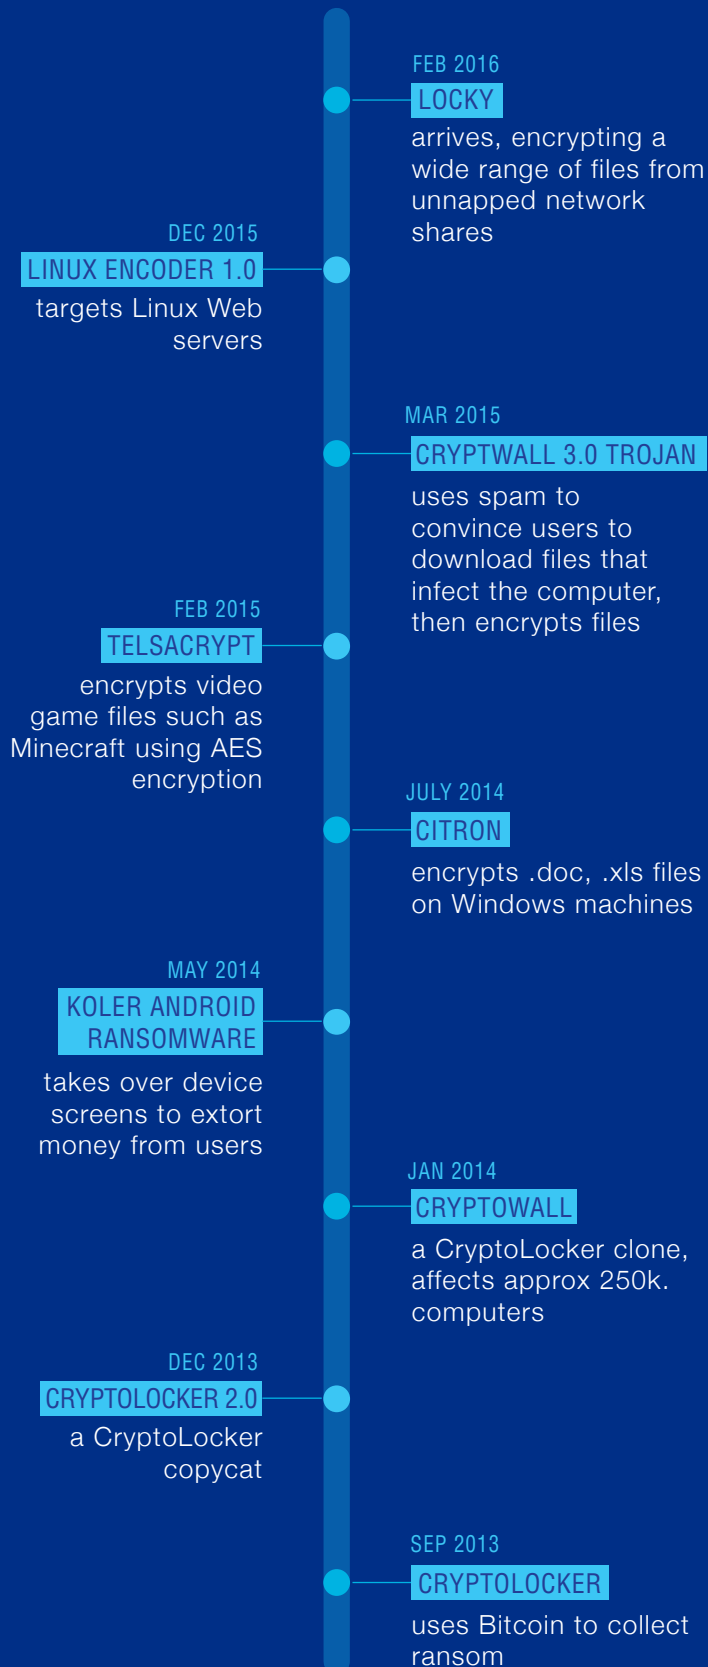 FEB 2016
LOCKY
arrives, encrypting a
wide range of files from
unnapped network
shares
DEC 2015
LINUX ENCODER 1.0
targets Linux Web
servers
MAR 2015
CRYPTWALL 3.0 TROJAN
uses spam to
convince users to
download files that
infect the computer,
then encrypts files
FEB 2015
TELSACRYPT
encrypts video
game files such as
Minecraft using AES
encryption
JULY 2014
CITRON
encrypts .doc, .xls files
on Windows machines
MAY 2014
KOLER ANDROID
RANSOMWARE
takes over device
screens to extort
money from users
JAN 2014
CRYPTOWALL
a CryptoLocker clone,
affects approx 250k.
computers
DEC 2013
CRYPTOLOCKER 2.0
a CryptoLocker
copycat
SEP 2013
CRYPTOLOCKER
uses Bitcoin to collect
ransom